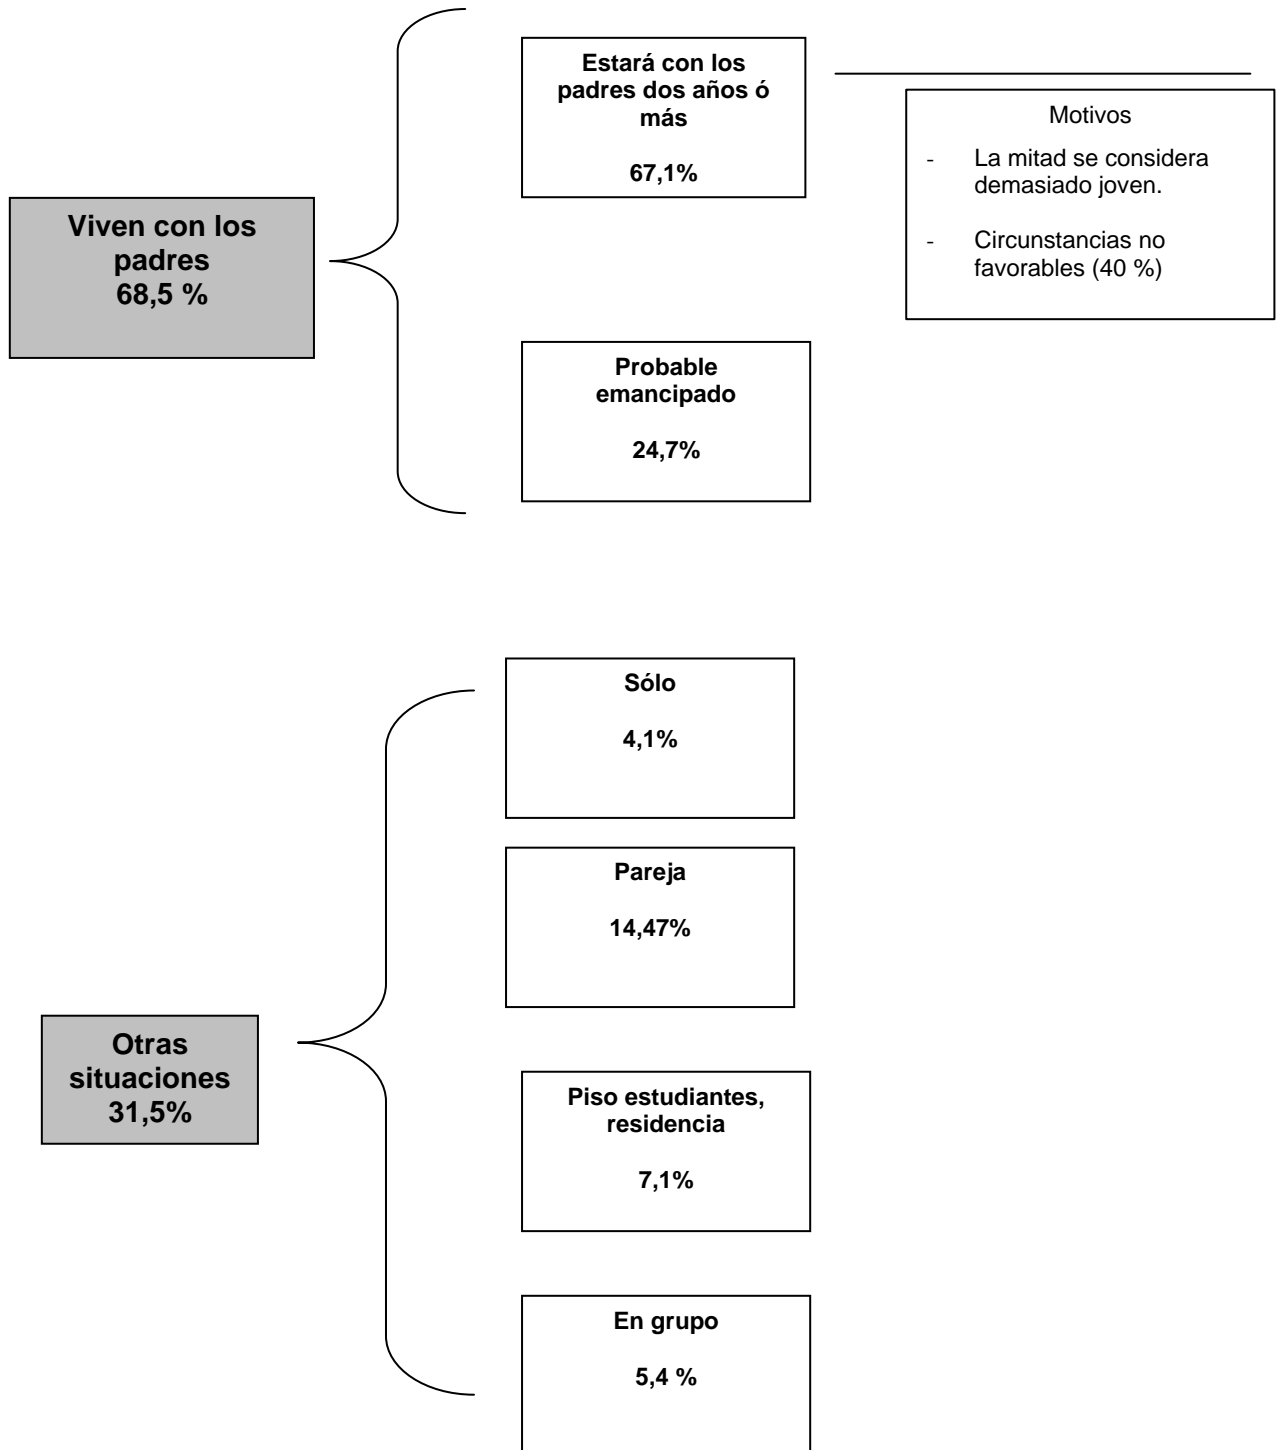 Viven con los
padres
68,5 %
Estará con los
padres dos años ó
más
67,1%
Motivos
- La mitad se considera
demasiado joven.
- Circunstancias no
favorables (40 %)
Probable
emancipado
24,7%
Otras
situaciones
31,5%
Sólo
4,1%
Pareja
14,47%
Piso estudiantes,
residencia
7,1%
En grupo
5,4 %